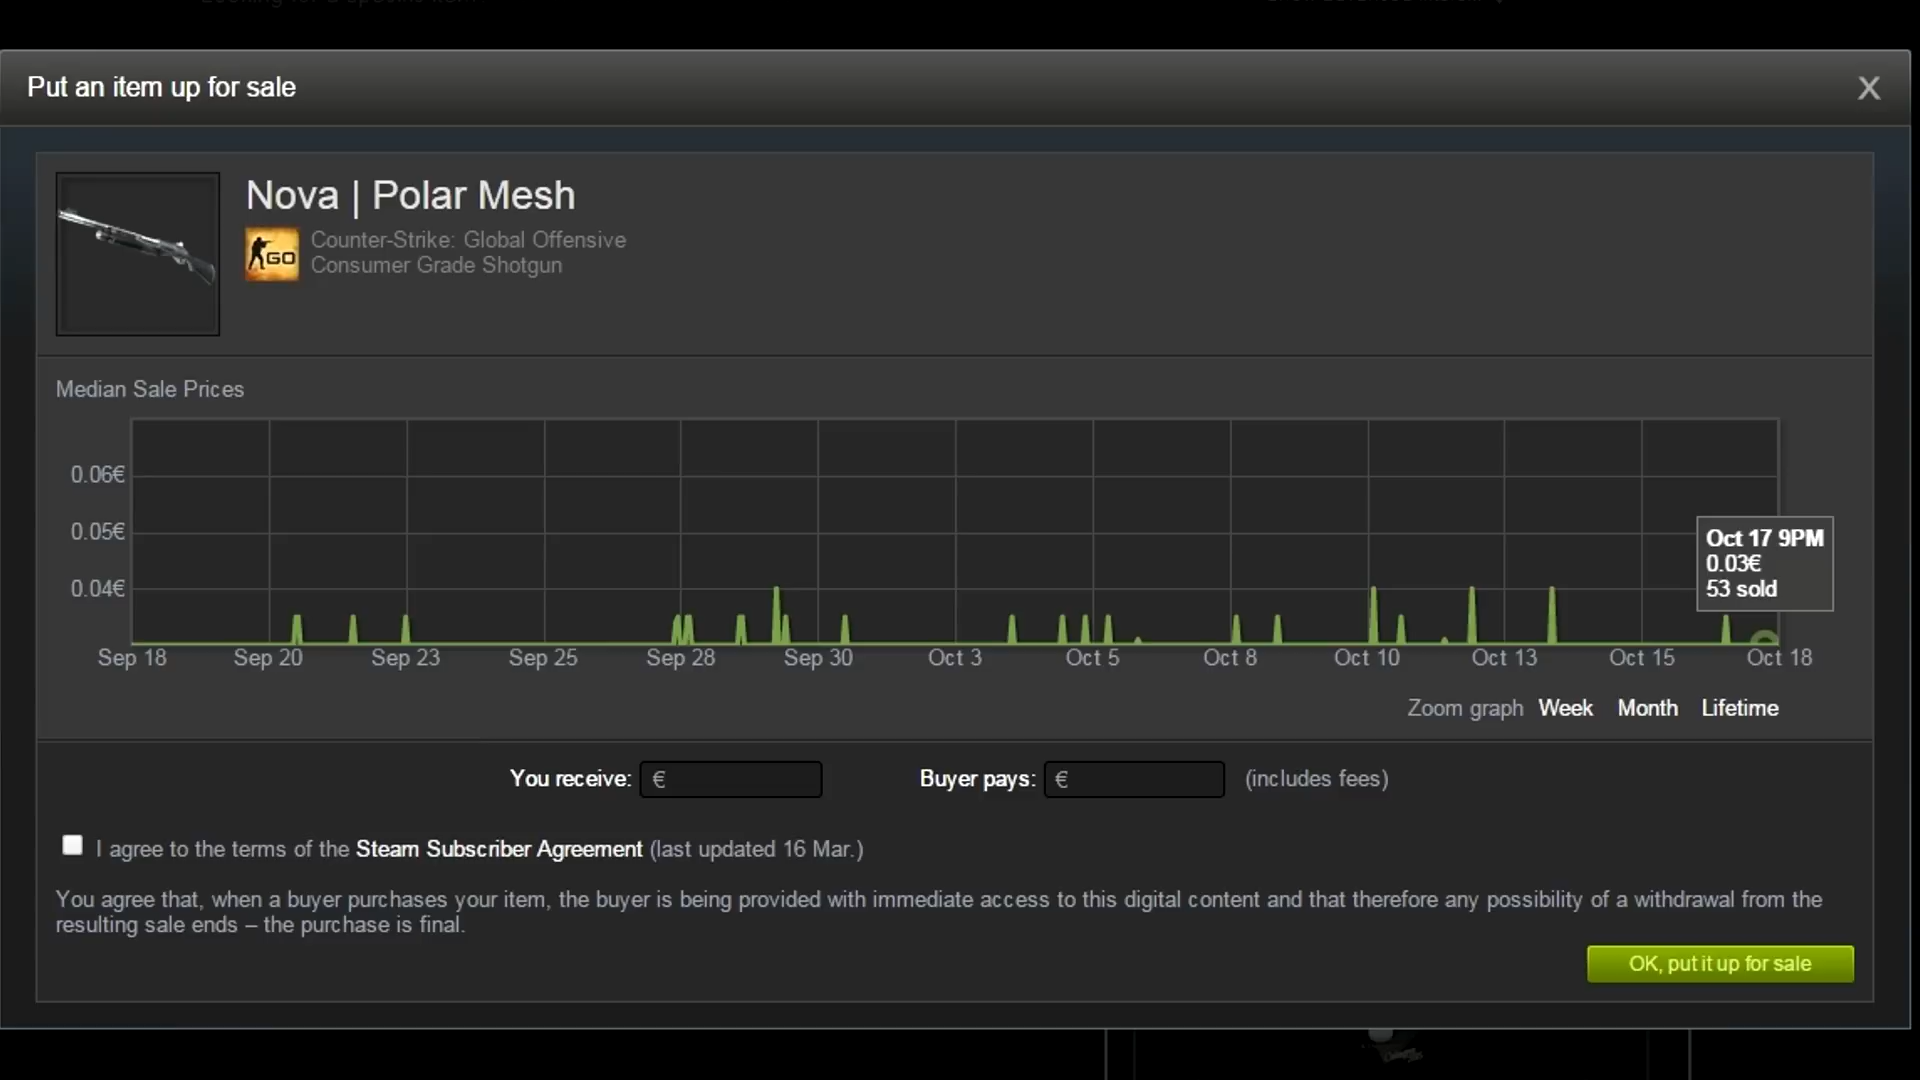 Put an item up for sale
X
Nova | Polar Mesh
GO
Counter-Strike: Global Offensive
Consumer Grade Shotgun
Median Sale Prices
0.06€
0.05€
0.04€
Oct 17 9PM
0.03€
53 sold
Sep 18 Sep 20 Sep 23 Sep 25 Sep 28 Sep 30 Oct 3 Oct 5 Oct 8 Oct 10 Oct 13 Oct 15 Oct 18
Zoom graph Week Month Lifetime
You receive: € Buyer pays: € (includes fees)
I agree to the terms of the Steam Subscriber Agreement (last updated 16 Mar.)
You agree that, when a buyer purchases your item, the buyer is being provided with immediate access to this digital content and that therefore any possibility of a withdrawal from the
resulting sale ends – the purchase is final.
OK, put it up for sale